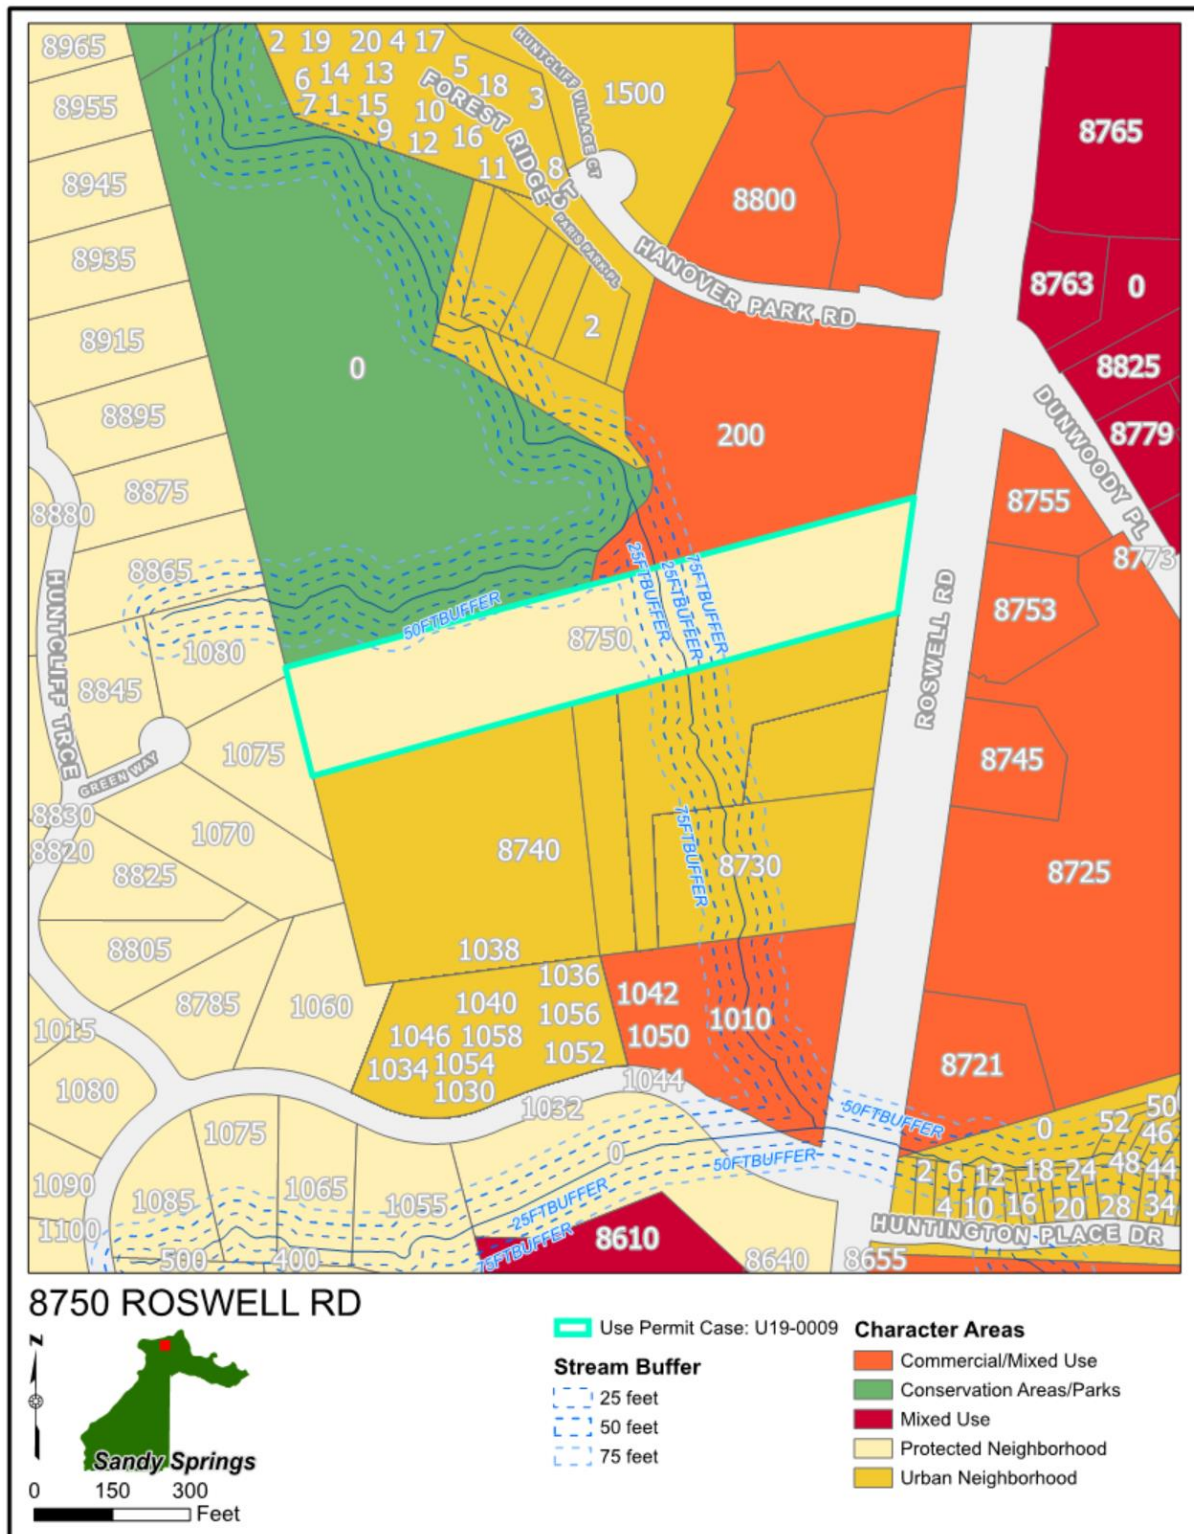 8965
8955
8945
8935
8915
8895
8875
8880
8865
2 19 20 4 17
5
6 14 13
18
3
7 1 15
10
9
12
16
11
8
FOREST RIDGE CT
HUNTCLIFF VILLAGE CT
1500
PARIS PARK PL
2
8800
HANOVER PARK RD
8765
8763
0
8825
8779
DUNWOODY PL
0
200
8755
8773
8753
ROSWELL RD
25FTBUFFER
25FTBUFEER
75FTBUFFER
50FTBUFFER
8750
1080
8845
HUNTCLIFF TRCE
GREEN WAY
1075
8745
8830
8820
1070
8825
8740
75FTBUFFER
8730
8725
8805
8785
1060
1038
1036
1040
1056
1046 1058
1034 1054
1052
1030
1042
1050
1010
1015
1080
8721
1044
1032
0
50FTBUFFER
50FTBUFFER
1075
1090
1085
1065
1055
1100
500
400
25FTBUFFER
75FTBUFFER
8610
8640
8655
0
52
50
46
2 6 12 18 24 48 44
4 10 16 20 28 34
HUNTINGTON PLACE DR
8750 ROSWELL RD
N
Sandy Springs
0 150 300
Feet
Use Permit Case: U19-0009
Stream Buffer
25 feet
50 feet
75 feet
Character Areas
Commercial/Mixed Use
Conservation Areas/Parks
Mixed Use
Protected Neighborhood
Urban Neighborhood